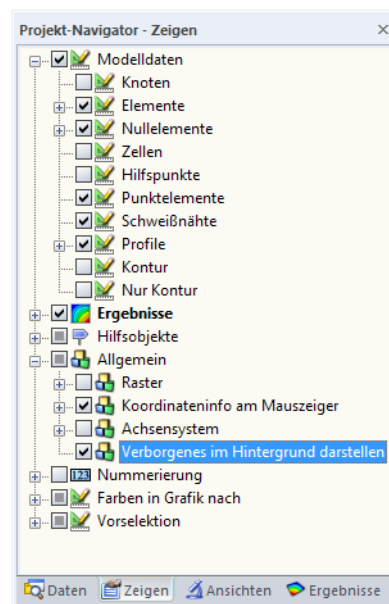 Projekt-Navigator - Zeigen
Modelldaten
Knoten
Elemente
Nullelemente
Zellen
Hilfspunkte
Punktelemente
Schweißnähte
Profile
Kontur
Nur Kontur
Ergebnisse
Hilfsobjekte
Allgemein
Raster
Koordinateninfo am Mauszeiger
Achsensystem
Verborgenes im Hintergrund darstellen
123 Nummerierung
Farben in Grafik nach
Vorselektion
Daten Zeigen Ansichten Ergebnisse